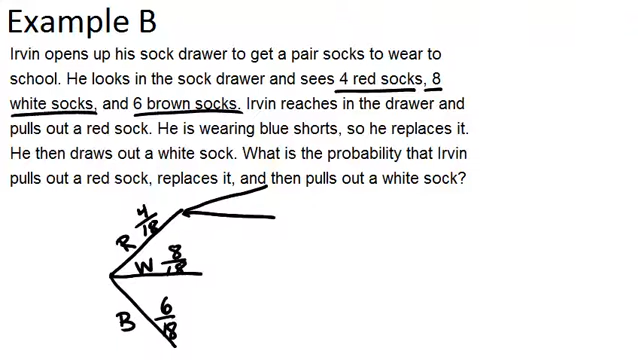 Example B
Irvin opens up his sock drawer to get a pair socks to wear to
school. He looks in the sock drawer and sees 4 red socks, 8
white socks, and 6 brown socks. Irvin reaches in the drawer and
pulls out a red sock. He is wearing blue shorts, so he replaces it.
He then draws out a white sock. What is the probability that Irvin
pulls out a red sock, replaces it, and then pulls out a white sock?
R 4/18
W 8/18
B 6/18